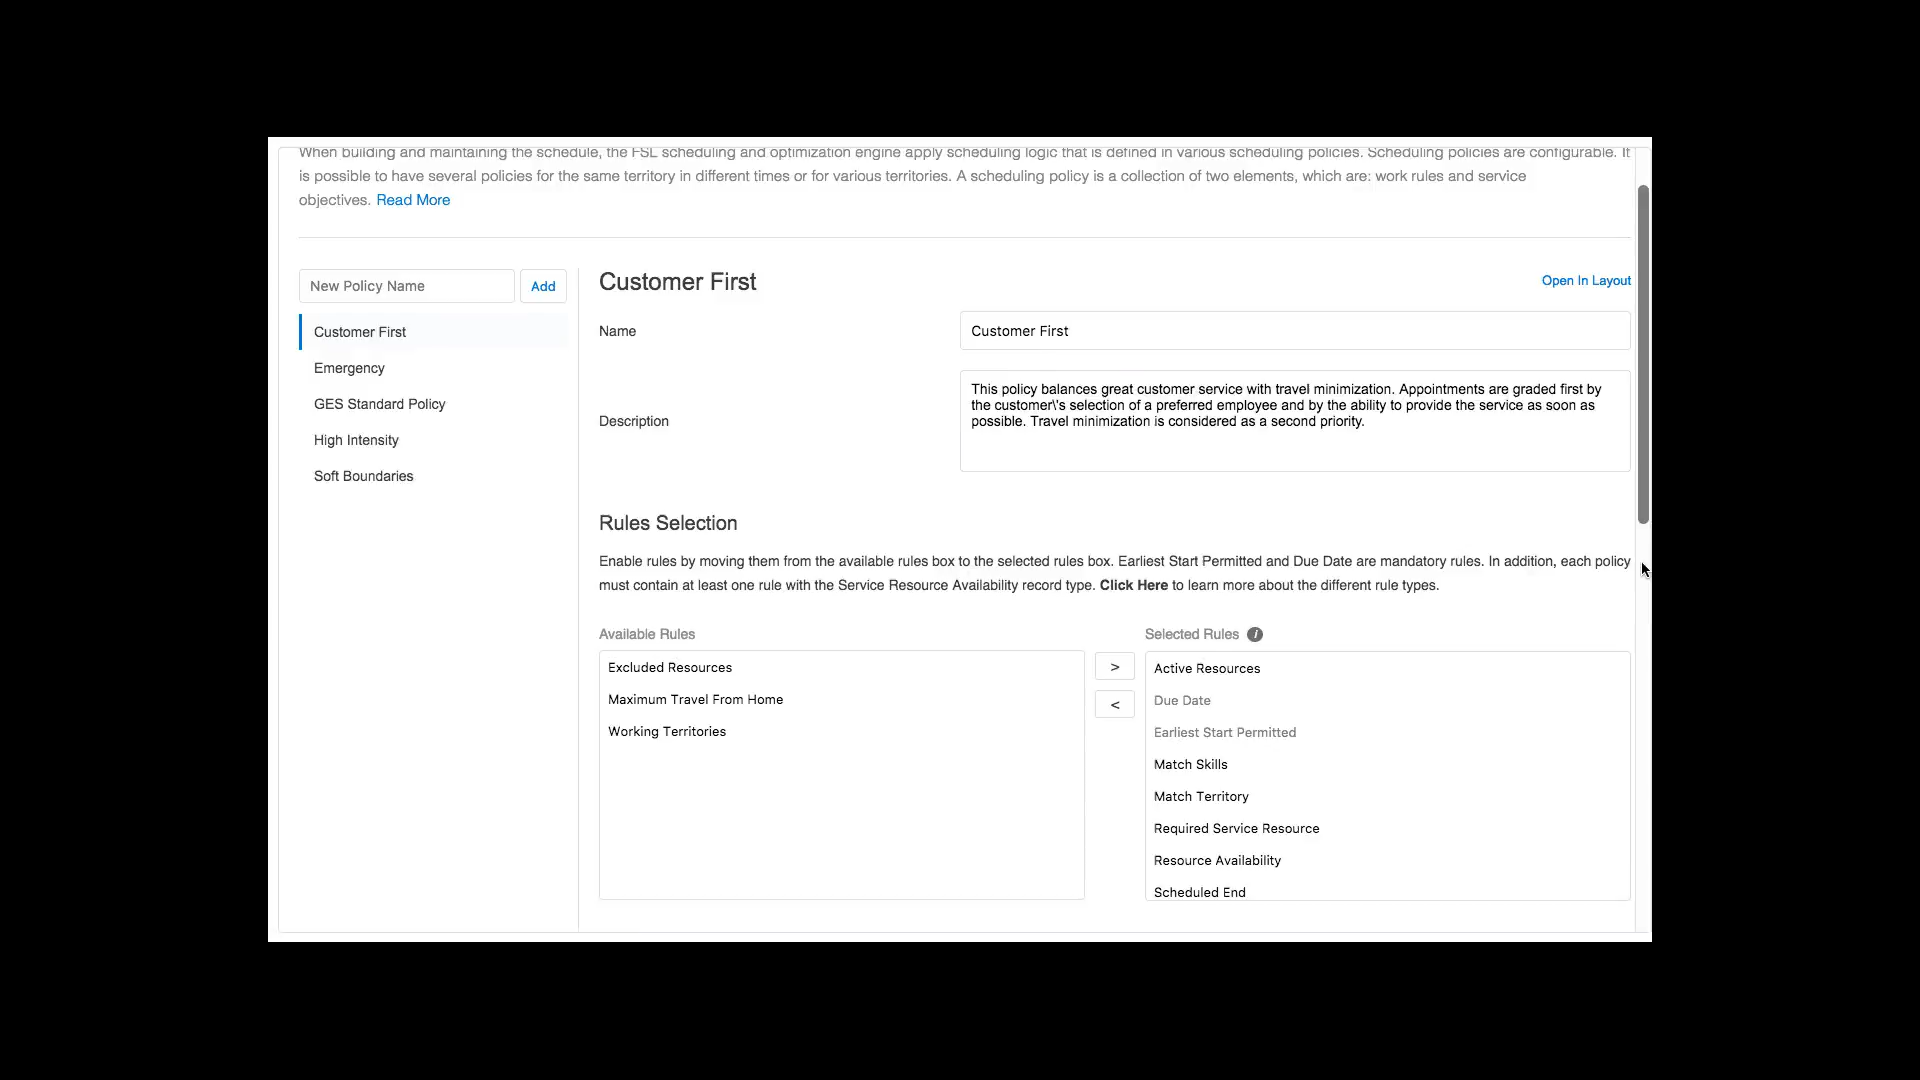 When building and maintaining the schedule, the FSL scheduling and optimization engine apply scheduling logic that is defined in various scheduling policies. Scheduling policies are configurable. It
is possible to have several policies for the same territory in different times or for various territories. A scheduling policy is a collection of two elements, which are: work rules and service
objectives. Read More
New Policy Name
Add
Customer First
Emergency
GES Standard Policy
High Intensity
Soft Boundaries
Customer First
Open In Layout
Name
Customer First
Description
This policy balances great customer service with travel minimization. Appointments are graded first by
the customer\'s selection of a preferred employee and by the ability to provide the service as soon as
possible. Travel minimization is considered as a second priority.
Rules Selection
Enable rules by moving them from the available rules box to the selected rules box. Earliest Start Permitted and Due Date are mandatory rules. In addition, each policy
must contain at least one rule with the Service Resource Availability record type. Click Here to learn more about the different rule types.
Available Rules
Excluded Resources
Maximum Travel From Home
Working Territories
>
<
Selected Rules i
Active Resources
Due Date
Earliest Start Permitted
Match Skills
Match Territory
Required Service Resource
Resource Availability
Scheduled End